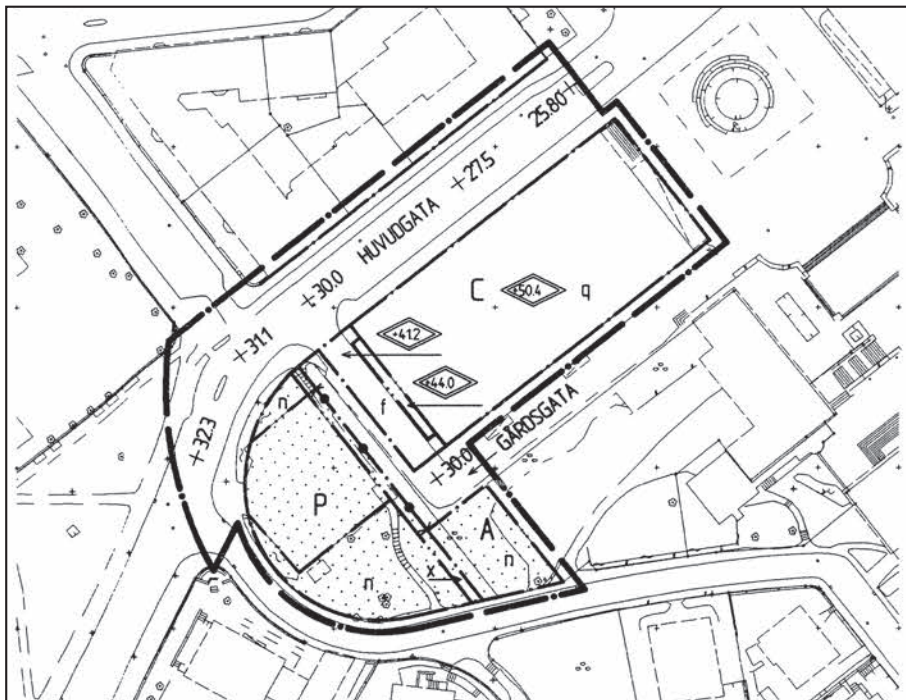 25.80
+27.5
HUVUDGATA
+30.0
C
+50.4
q
+41.2
+31.1
+44.0
f
GÅRDSGATA
n
+32.3
+30.0
P
A
n
n
x